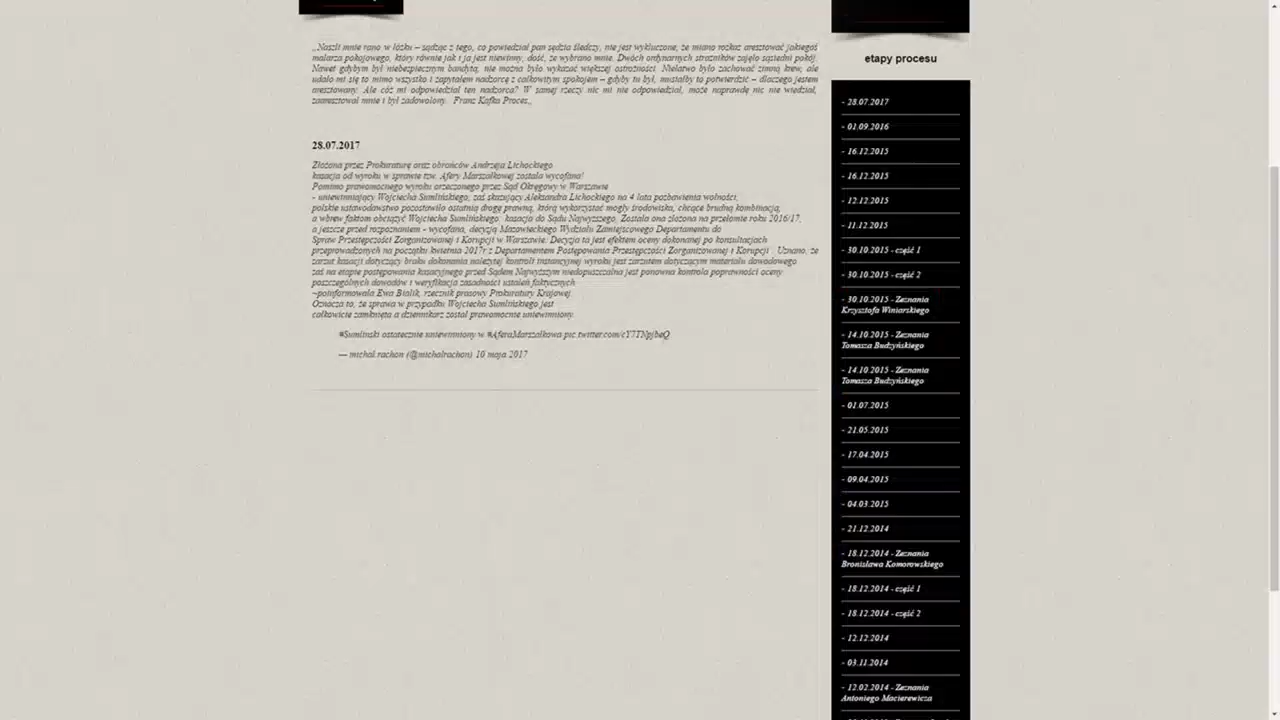 „Naszli mnie rano w łóżku – sądząc z tego, co powiedział pan sędzia śledczy, nie jest wykluczone, że miano rozkaz aresztować jakiegoś
malarza pokojowego, który równie jak i ja jest niewinny, dość, że wybrano mnie. Dwóch ordynarnych strażników zajęło sąsiedni pokój.
Nawet gdybym był niebezpiecznym bandytą, nie można było wykazać większej ostrożności. Niełatwo było zachować zimną krew, ale
udało mi się to mimo wszystko i zapytałem nadzorcę z całkowitym spokojem – gdyby tu był, musiałby to potwierdzić – dlaczego jestem
aresztowany. Ale cóż mi odpowiedział ten nadzorca? W samej rzeczy nic mi nie odpowiedział, może naprawdę nic nie wiedział,
zaaresztował mnie i był zadowolony. Franz Kafka Proces„
28.07.2017
Złożona przez Prokuraturę oraz obrońców Andrzeja Lichockiego
kasacja od wyroku w sprawie tzw. Afery Marszałkowej została wycofana!
Pomimo prawomocnego wyroku orzeczonego przez Sąd Okręgowy w Warszawie
- uniewinniający Wojciecha Sumlińskiego, zaś skazujący Aleksandra Lichockiego na 4 lata pozbawienia wolności,
polskie ustawodawstwo pozostawiło ostatnią drogę prawną, którą wykorzystać mogły środowiska, chcące brudną kombinacją,
a wbrew faktom obciążyć Wojciecha Sumlińskiego: kasacja do Sądu Najwyższego. Została ona złożona na przełomie roku 2016/17,
a jeszcze przed rozpoznaniem - wycofana, decyzją Mazowieckiego Wydziału Zamiejscowego Departamentu do
Spraw Przestępczości Zorganizowanej i Korupcji w Warszawie. Decyzja ta jest efektem oceny dokonanej po konsultacjach
przeprowadzonych na początku kwietnia 2017r z Departamentem Postępowania Przestępczości Zorganizowanej i Korupcji . Uznano, że
zarzut kasacji dotyczący braku dokonania należytej kontroli instancyjnej wyroku jest zarzutem dotyczącym materiału dowodowego
zaś na etapie postępowania kasacyjnego przed Sądem Najwyższym niedopuszczalna jest ponowna kontrola poprawności oceny
poszczególnych dowodów i weryfikacja zasadności ustaleń faktycznych
~poinformowała Ewa Bialik, rzecznik prasowy Prokuratury Krajowej.
Oznacza to, że sprawa w przypadku Wojciecha Sumlińskiego jest
całkowicie zamknięta a dziennikarz został prawomocnie uniewinniony.
#Sumlinski ostatecznie uniewinniony w #AferaMarszalkowa pic.twitter.com/cY7TNpjbeQ
— michal.rachon (@michalrachon) 10 maja 2017
etapy procesu
- 28.07.2017
- 01.09.2016
- 16.12.2015
- 16.12.2015
- 12.12.2015
- 11.12.2015
- 30.10.2015 - część 1
- 30.10.2015 - część 2
- 30.10.2015 - Zeznania
Krzysztofa Winiarskiego
- 14.10.2015 - Zeznania
Tomasza Budzyńskiego
- 14.10.2015 - Zeznania
Tomasza Budzyńskiego
- 01.07.2015
- 21.05.2015
- 17.04.2015
- 09.04.2015
- 04.03.2015
- 21.12.2014
- 18.12.2014 - Zeznania
Bronisława Komorowskiego
- 18.12.2014 - część 1
- 18.12.2014 - część 2
- 12.12.2014
- 03.11.2014
- 12.02.2014 - Zeznania
Antoniego Macierewicza